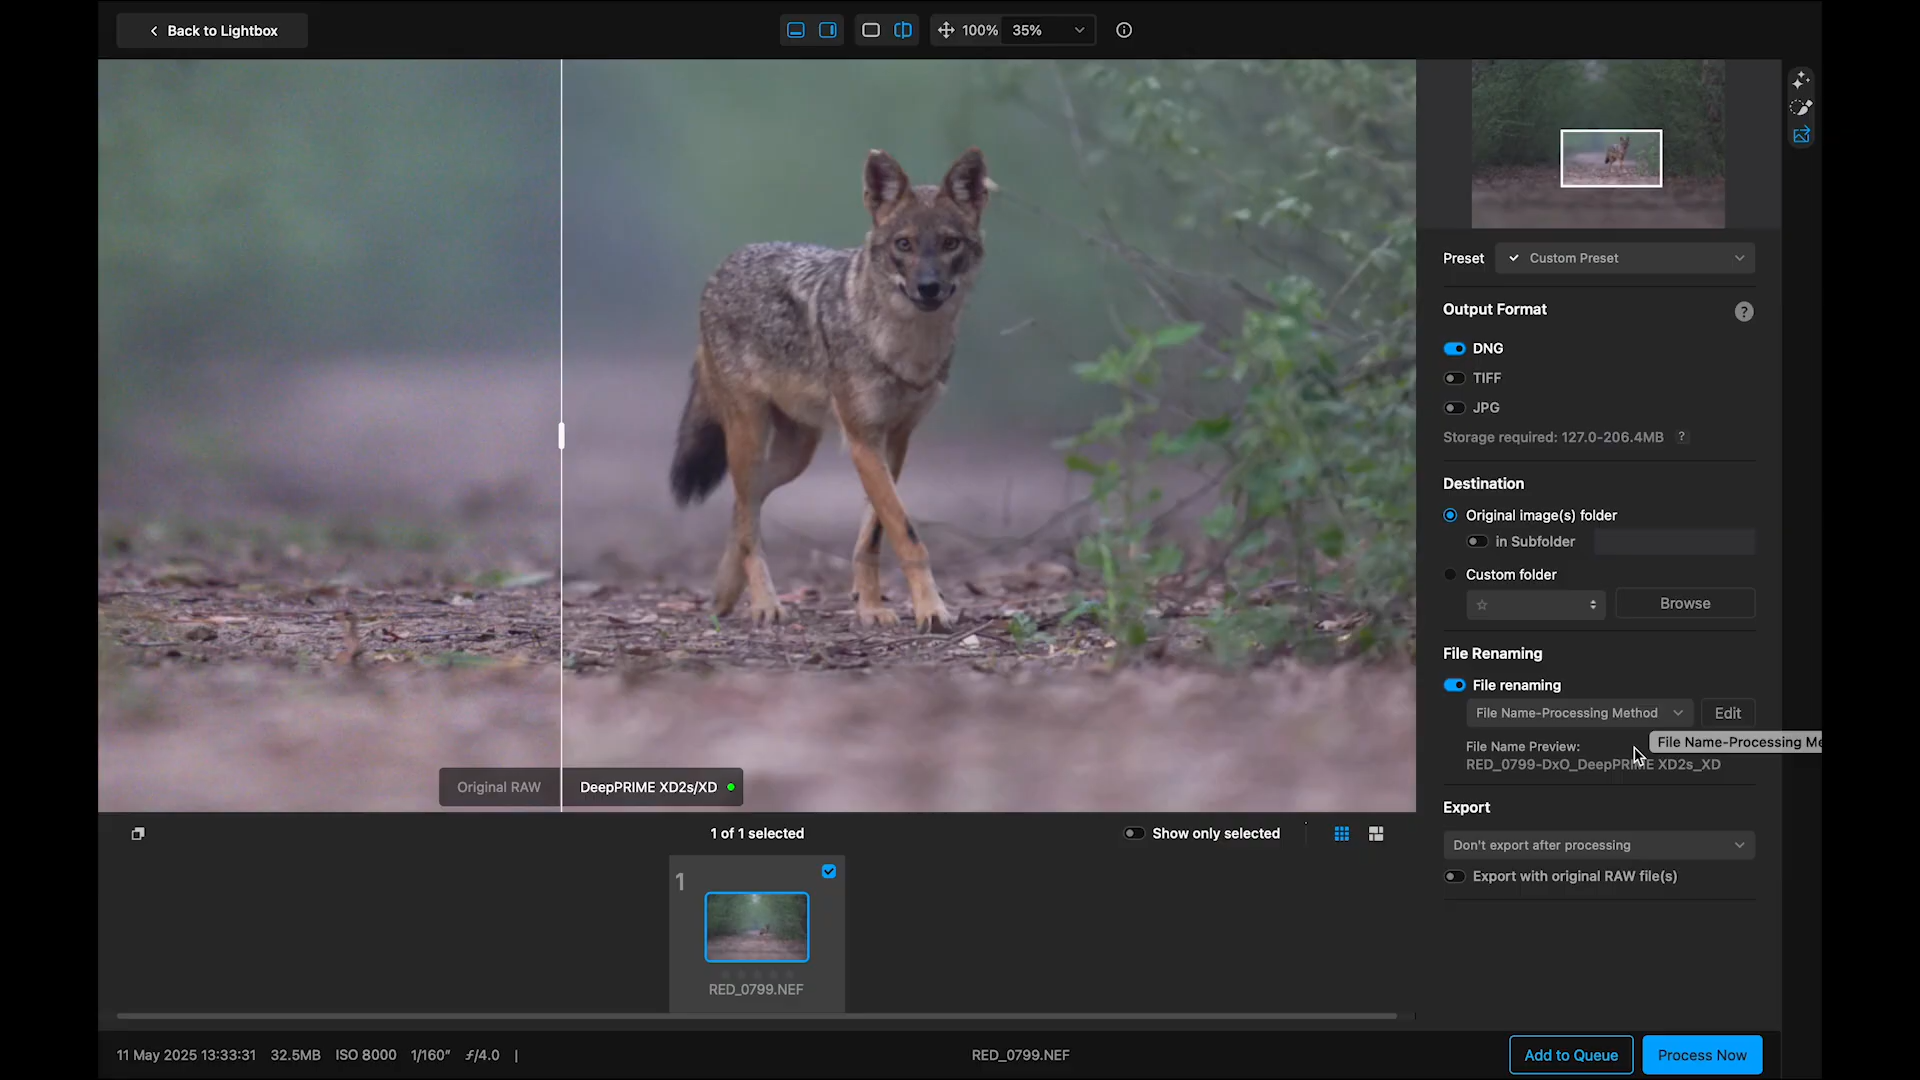 Back to Lightbox
100%
35%
Preset
Custom Preset
Output Format
?
DNG
TIFF
JPG
Storage required: 127.0-206.4MB ?
Destination
Original image(s) folder
in Subfolder
Custom folder
Browse
File Renaming
File renaming
File Name-Processing Method
Edit
File Name Preview:
File Name-Processing Me
RED_0799-DxO_DeepPRIME XD2s_XD
Export
Don't export after processing
Export with original RAW file(s)
Original RAW
DeepPRIME XD2s/XD
1 of 1 selected
Show only selected
1
RED_0799.NEF
11 May 2025 13:33:31 32.5MB ISO 8000 1/160" ƒ/4.0 |
RED_0799.NEF
Add to Queue
Process Now